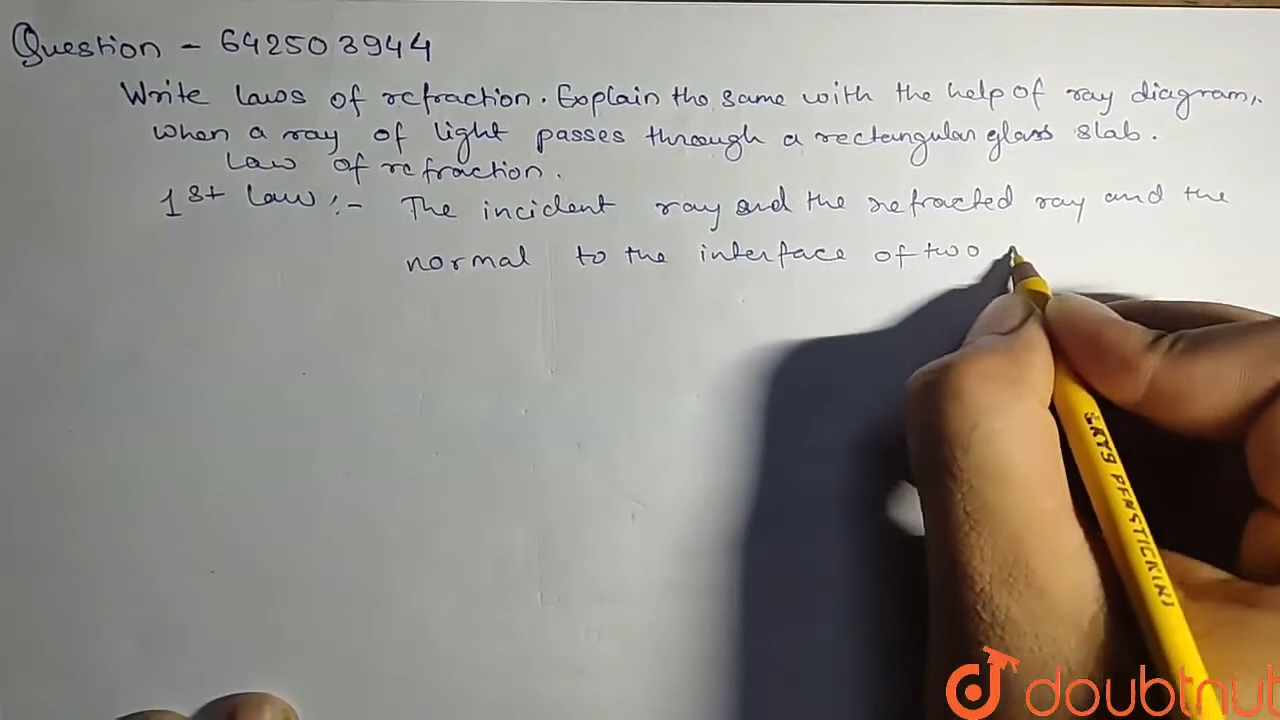 Question - 642503944
Write laws of refraction. Explain the same with the help of ray diagram,
when a ray of light passes through a rectangular glass slab.
Law of refraction.
1st Law :- The incident ray and the refracted ray and the
normal to the interface of two
doubtnut